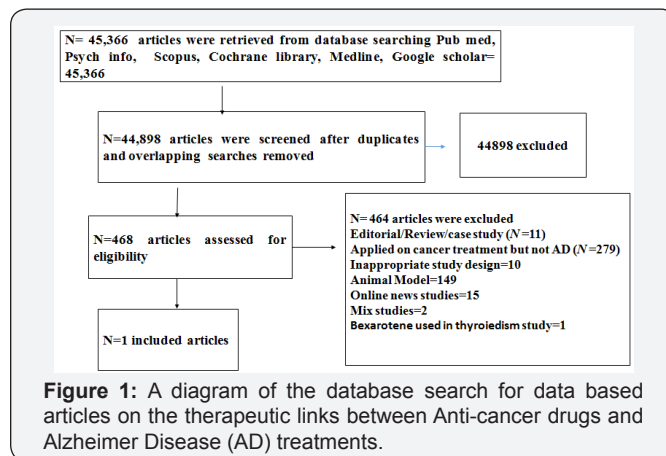 N= 45,366 articles were retrieved from database searching Pub med,
Psych info, Scopus, Cochrane library, Medline, Google scholar=
45,366
N=44,898 articles were screened after duplicates
and overlapping searches removed
44898 excluded
N=468 articles assessed for
eligibility
N= 464 articles were excluded
Editorial/Review/case study (N=11)
Applied on cancer treatment but not AD (N=279)
Inappropriate study design=10
Animal Model=149
Online news studies=15
Mix studies=2
Bexarotene used in thyroiedism study=1
N=1 included articles
Figure 1: A diagram of the database search for data based
articles on the therapeutic links between Anti-cancer drugs and
Alzheimer Disease (AD) treatments.